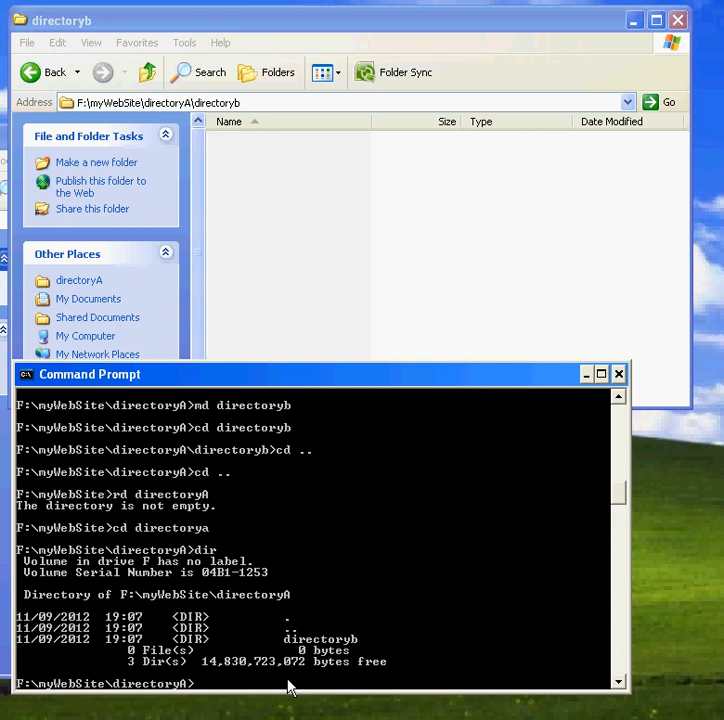 directoryb
File Edit View Favorites Tools Help
Back Search Folders Folder Sync
Address F:\myWebSite\directoryA\directoryb Go
File and Folder Tasks
Make a new folder
Publish this folder to
the Web
Share this folder
Other Places
directoryA
My Documents
Shared Documents
My Computer
My Network Places
Name Size Type Date Modified
C:\ Command Prompt
F:\myWebSite\directoryA>md directoryb
F:\myWebSite\directoryA>cd directoryb
F:\myWebSite\directoryA\directoryb>cd ..
F:\myWebSite\directoryA>cd ..
F:\myWebSite>rd directoryA
The directory is not empty.
F:\myWebSite>cd directorya
F:\myWebSite\directoryA>dir
Volume in drive F has no label.
Volume Serial Number is 04B1-1253
Directory of F:\myWebSite\directoryA
11/09/2012 19:07 <DIR> .
11/09/2012 19:07 <DIR> ..
11/09/2012 19:07 <DIR> directoryb
0 File(s) 0 bytes
3 Dir(s) 14,830,723,072 bytes free
F:\myWebSite\directoryA>